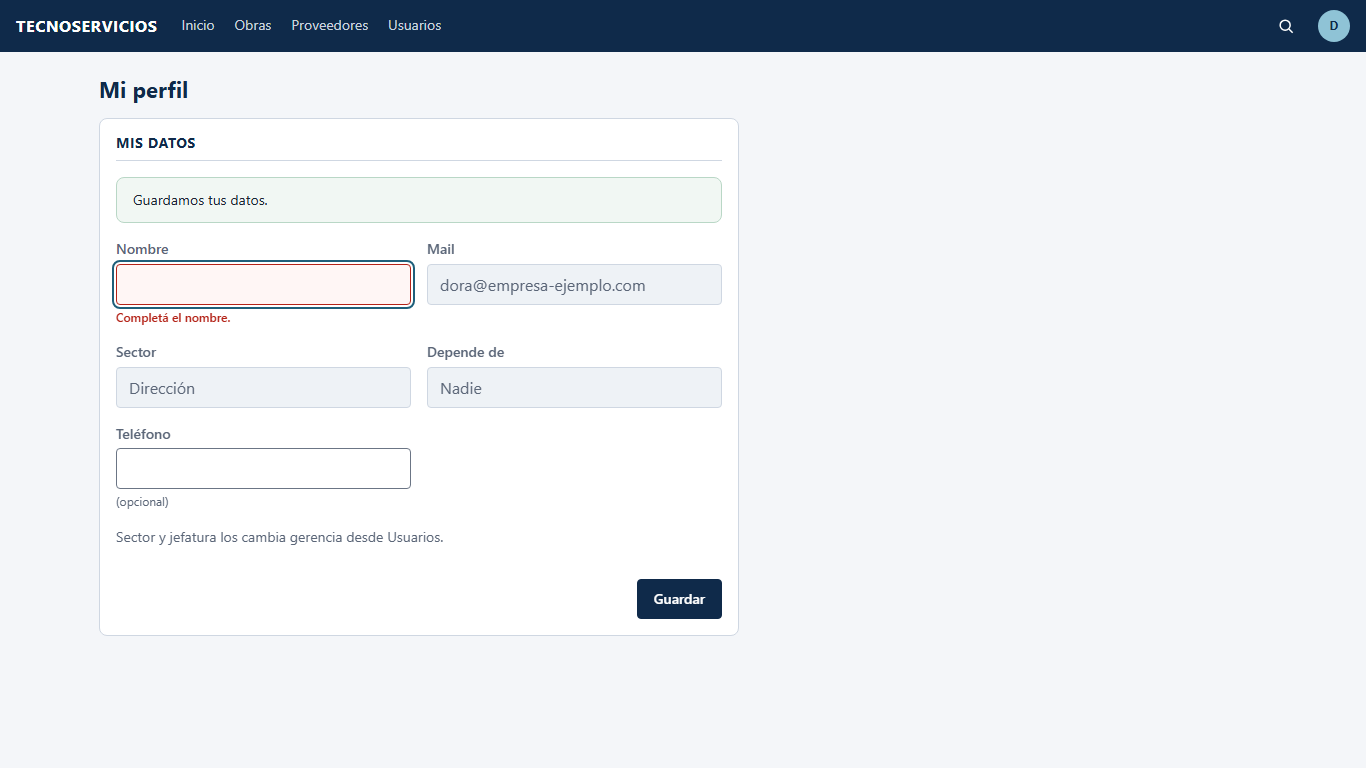 TECNOSERVICIOS Inicio Obras Proveedores Usuarios D
Mi perfil
MIS DATOS
Guardamos tus datos.
Nombre Mail
dora@empresa-ejemplo.com
Completá el nombre.
Sector Depende de
Dirección Nadie
Teléfono
(opcional)
Sector y jefatura los cambia gerencia desde Usuarios.
Guardar